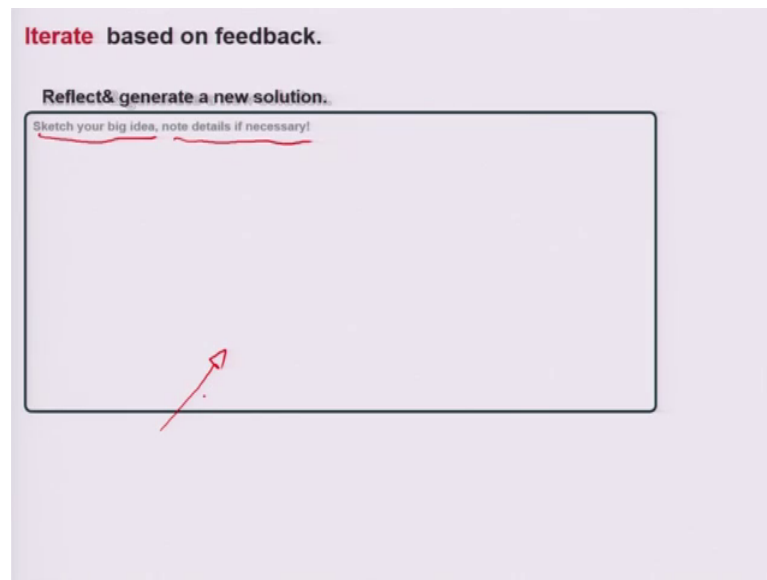 Iterate based on feedback.
Reflect& generate a new solution.
Sketch your big idea, note details if necessary!